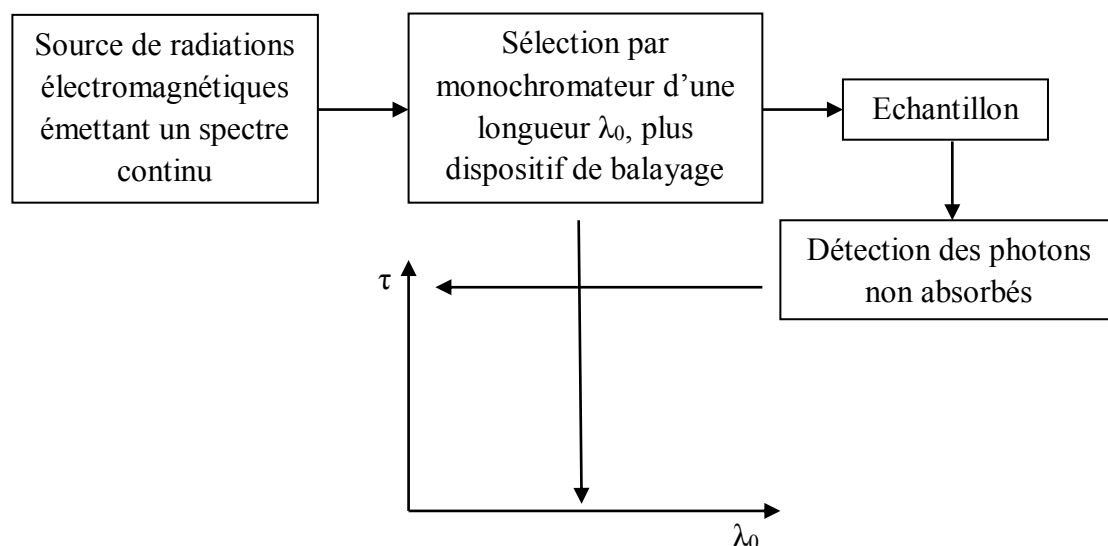 Source de radiations
électromagnétiques
émettant un spectre
continu
Sélection par
monochromateur d’une
longueur λ₀, plus
dispositif de balayage
Echantillon
Détection des photons
non absorbés
τ
λ₀